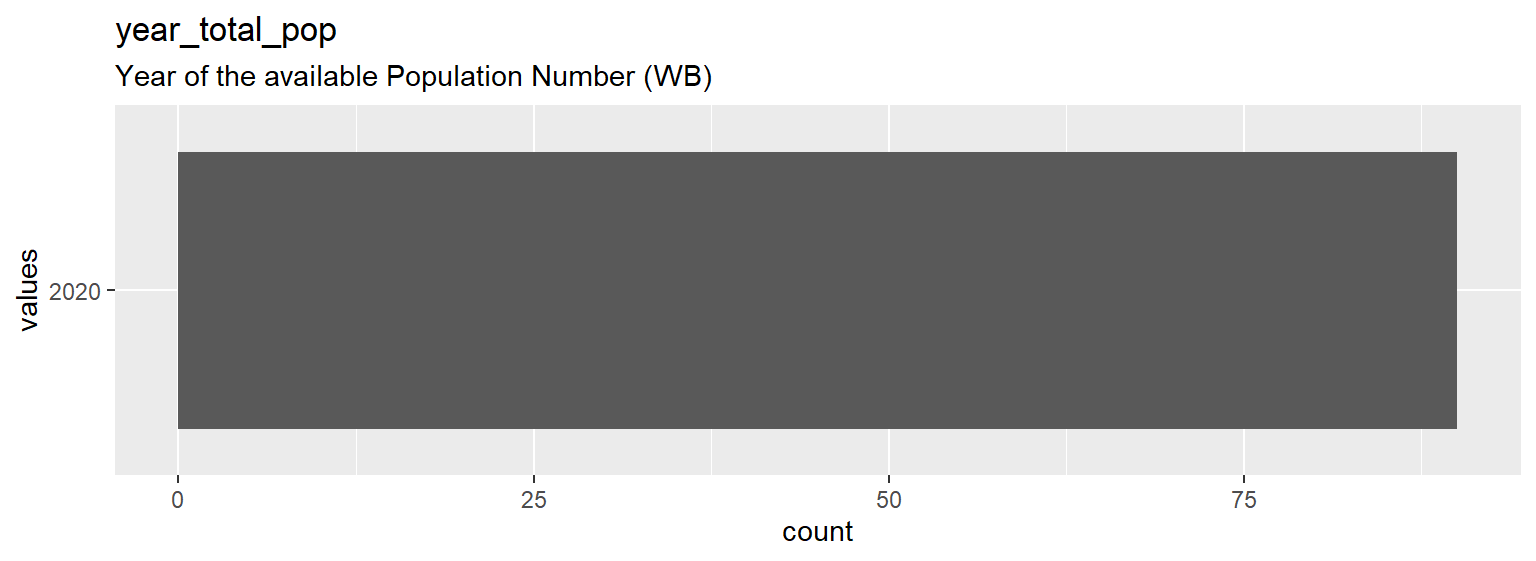 year_total_pop
Year of the available Population Number (WB)
values
2020
0 25 50 75
count